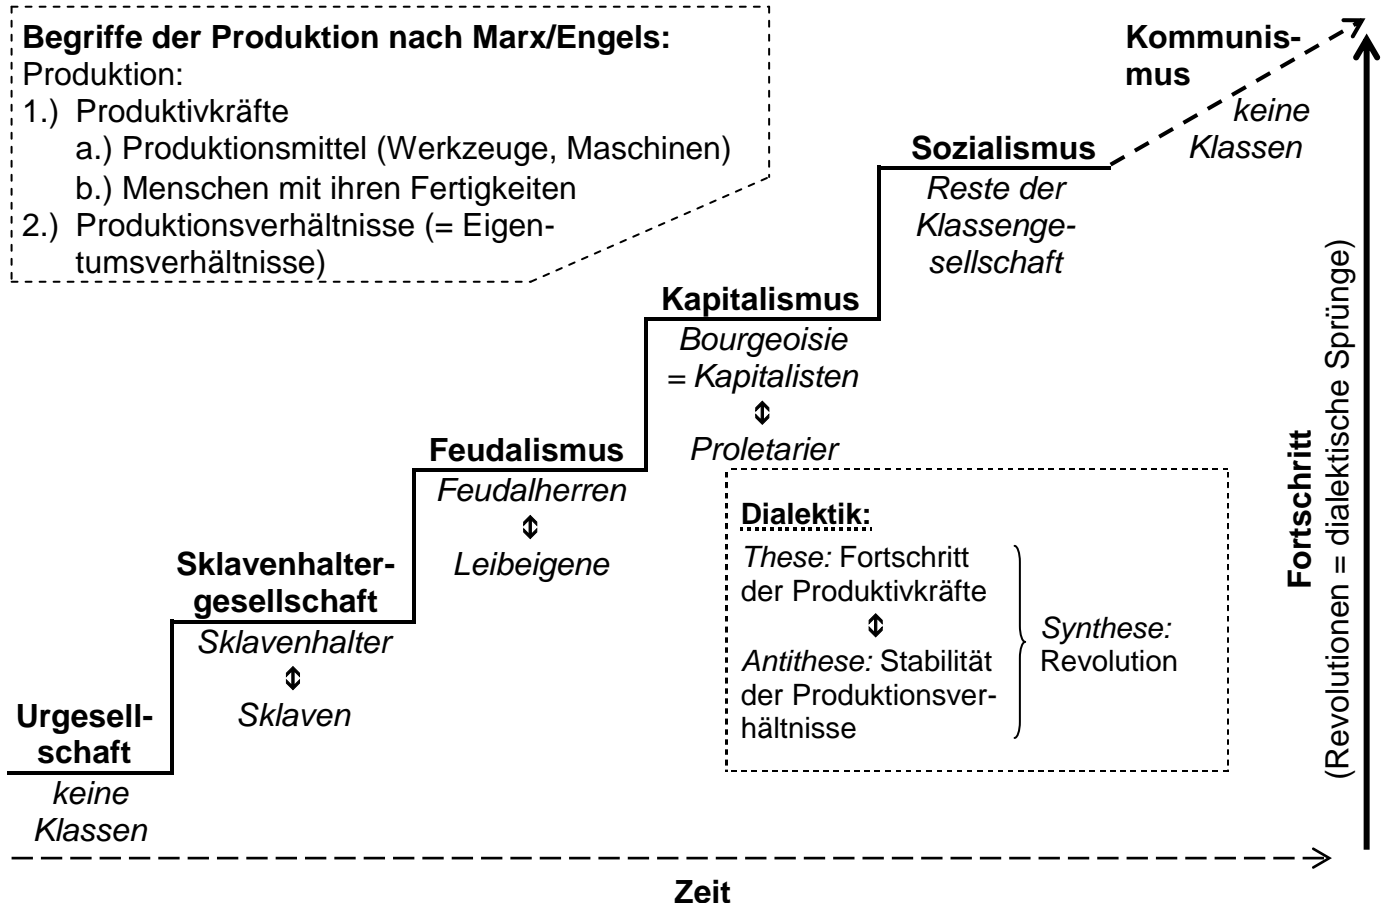 Begriffe der Produktion nach Marx/Engels:
Produktion:
1.) Produktivkräfte
a.) Produktionsmittel (Werkzeuge, Maschinen)
b.) Menschen mit ihren Fertigkeiten
2.) Produktionsverhältnisse (= Eigen-
tumsverhältnisse)
Kommunis-
mus
keine
Klassen
Sozialismus
Reste der
Klassenge-
sellschaft
Kapitalismus
Bourgeoisie
= Kapitalisten
⇕
Proletarier
Feudalismus
Feudalherren
⇕
Leibeigene
Sklavenhalter-
gesellschaft
Sklavenhalter
⇕
Sklaven
Urgesell-
schaft
keine
Klassen
Dialektik:
These: Fortschritt
der Produktivkräfte
⇕
Antithese: Stabilität
der Produktionsver-
hältnisse
Synthese:
Revolution
Fortschritt
(Revolutionen = dialektische Sprünge)
Zeit